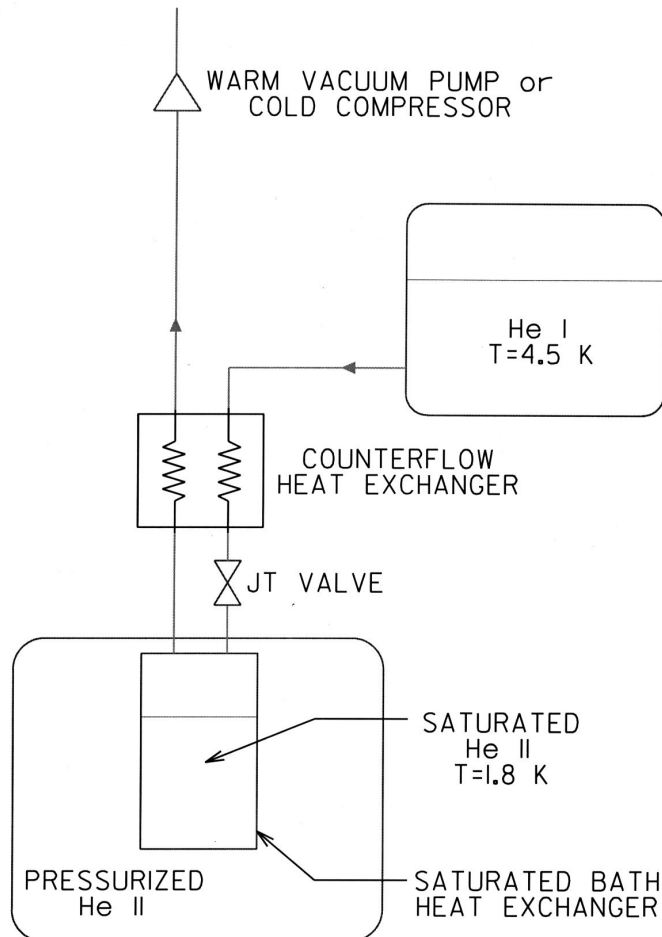 WARM VACUUM PUMP or
COLD COMPRESSOR
He I
T=4.5 K
COUNTERFLOW
HEAT EXCHANGER
JT VALVE
SATURATED
He II
T=1.8 K
PRESSURIZED
He II
SATURATED BATH
HEAT EXCHANGER